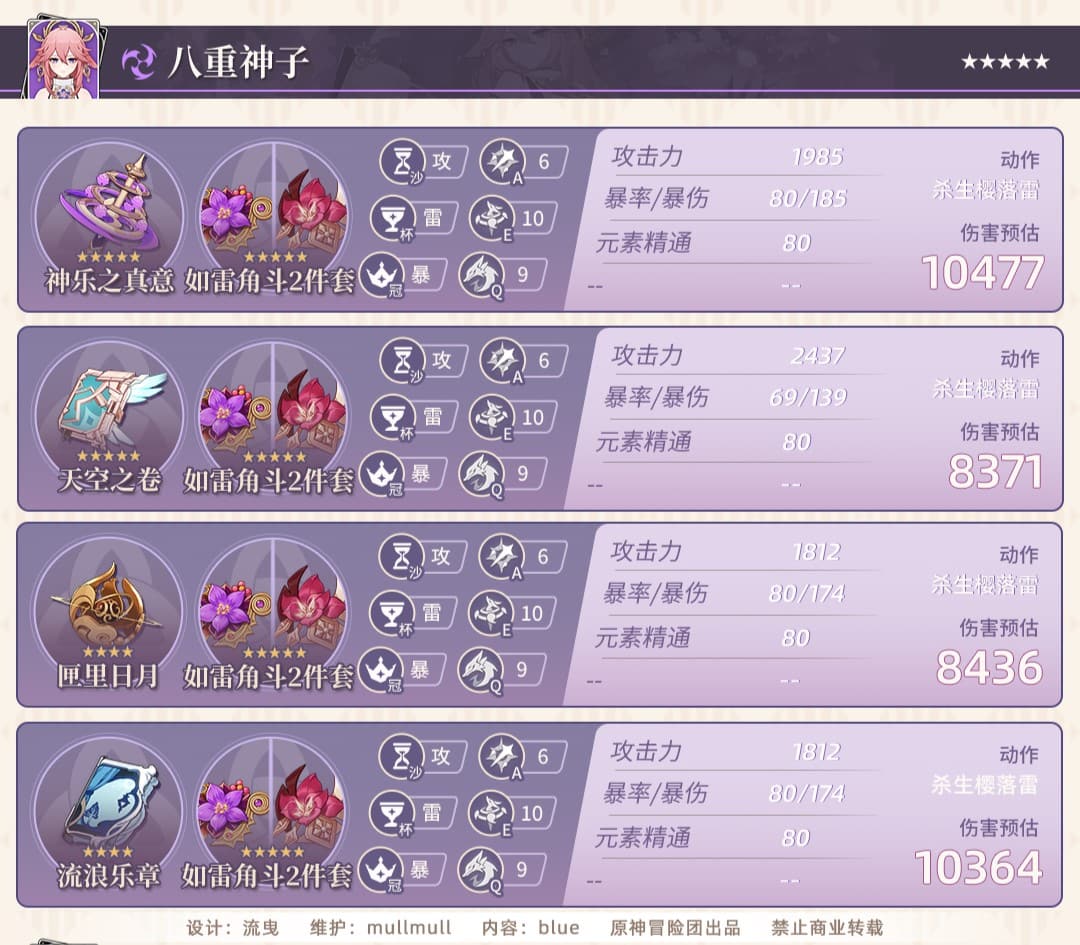 八重神子
★★★★★
神乐之真意
如雷角斗2件套
沙 攻 A 6
杯 雷 E 10
冠 暴 Q 9
攻击力 1985
暴率/暴伤 80/185
元素精通 80
-- --
动作
杀生樱落雷
伤害预估
10477
天空之卷
如雷角斗2件套
沙 攻 A 6
杯 雷 E 10
冠 暴 Q 9
攻击力 2437
暴率/暴伤 69/139
元素精通 80
-- --
动作
杀生樱落雷
伤害预估
8371
匣里日月
如雷角斗2件套
沙 攻 A 6
杯 雷 E 10
冠 暴 Q 9
攻击力 1812
暴率/暴伤 80/174
元素精通 80
-- --
动作
杀生樱落雷
伤害预估
8436
流浪乐章
如雷角斗2件套
沙 攻 A 6
杯 雷 E 10
冠 暴 Q 9
攻击力 1812
暴率/暴伤 80/174
元素精通 80
-- --
动作
杀生樱落雷
伤害预估
10364
设计：流曳 维护：mullmull 内容：blue 原神冒险团出品 禁止商业转载